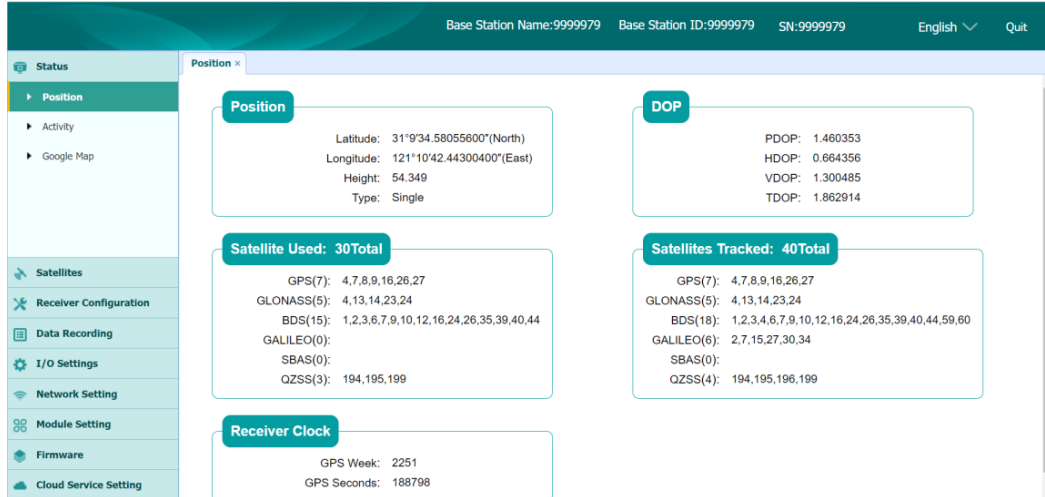 Base Station Name:9999979 Base Station ID:9999979 SN:9999979 English Quit
Status
Position
Activity
Google Map
Satellites
Receiver Configuration
Data Recording
I/O Settings
Network Setting
Module Setting
Firmware
Cloud Service Setting
Position ×
Position
Latitude: 31°9'34.58055600"(North)
Longitude: 121°10'42.44300400"(East)
Height: 54.349
Type: Single
DOP
PDOP: 1.460353
HDOP: 0.664356
VDOP: 1.300485
TDOP: 1.862914
Satellite Used: 30Total
GPS(7): 4,7,8,9,16,26,27
GLONASS(5): 4,13,14,23,24
BDS(15): 1,2,3,6,7,9,10,12,16,24,26,35,39,40,44
GALILEO(0):
SBAS(0):
QZSS(3): 194,195,199
Satellites Tracked: 40Total
GPS(7): 4,7,8,9,16,26,27
GLONASS(5): 4,13,14,23,24
BDS(18): 1,2,3,4,6,7,9,10,12,16,24,26,35,39,40,44,59,60
GALILEO(6): 2,7,15,27,30,34
SBAS(0):
QZSS(4): 194,195,196,199
Receiver Clock
GPS Week: 2251
GPS Seconds: 188798